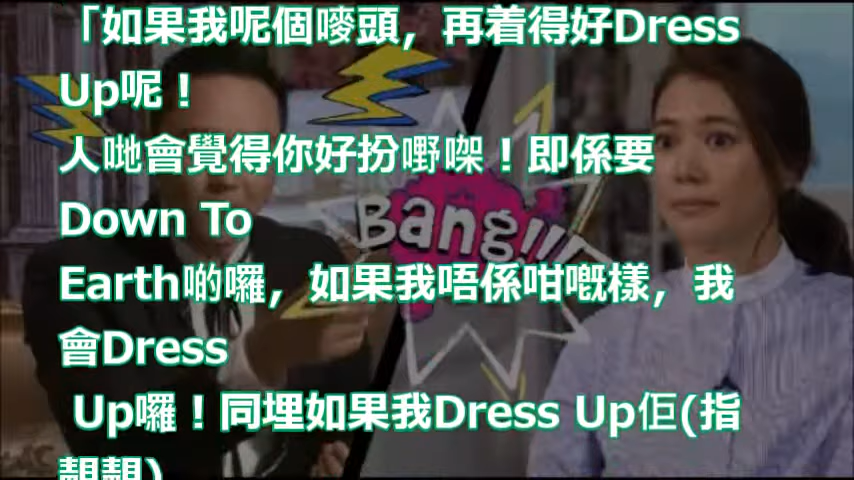 「如果我呢個嘜頭，再着得好Dress
Up呢！
人哋會覺得你好扮嘢㗎！即係要
Down To
Earth啲囉，如果我唔係咁嘅樣，我
會Dress
Up囉！同埋如果我Dress Up佢(指
靚靚)
Bang!!!